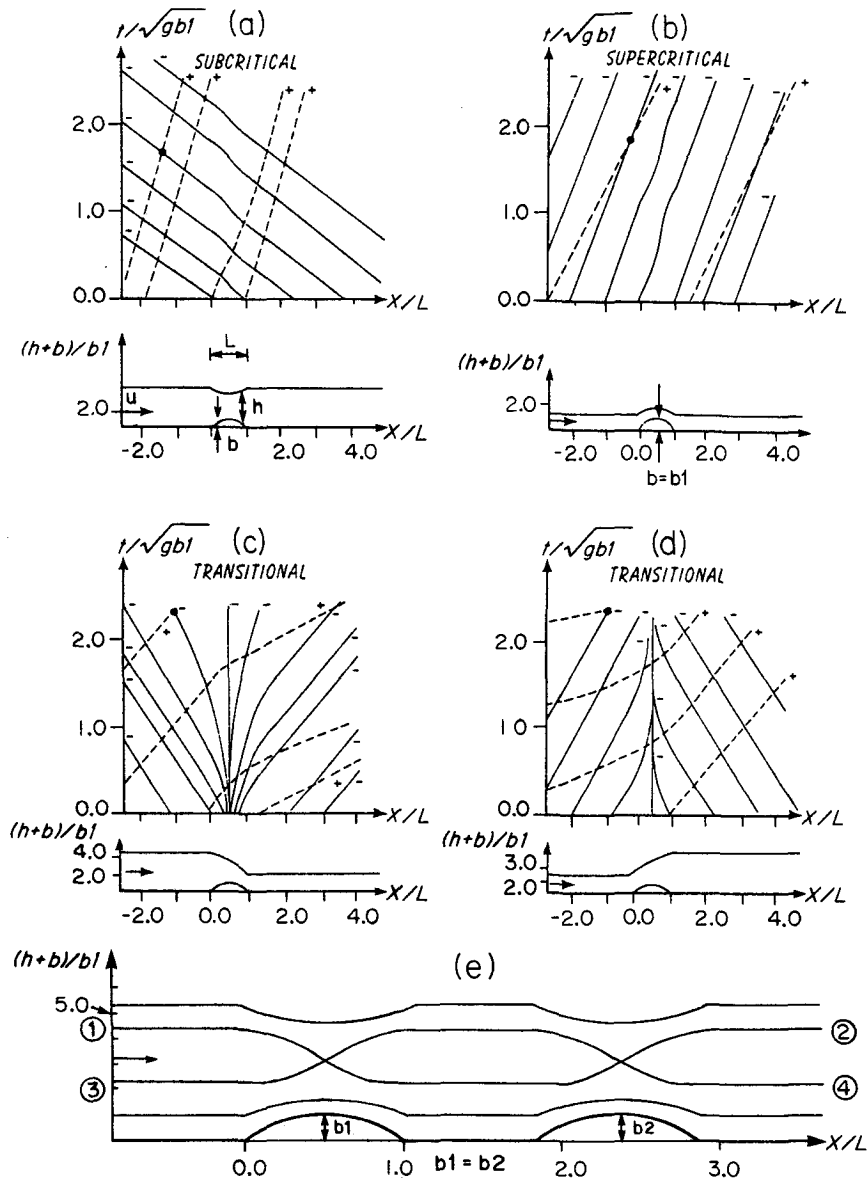 (a) (b)
t/√gb1 t/√gb1
SUBCRITICAL SUPERCRITICAL
- - + + + + - - - + - - - - +
2.0 2.0
1.0 1.0
0.0 X/L 0.0 X/L
(h+b)/b1 (h+b)/b1
L
2.0 u h 2.0
b
X/L X/L
-2.0 0.0 2.0 4.0 -2.0 0.0 2.0 4.0
b=b1
(c) (d)
t/√gb1 t/√gb1
TRANSITIONAL TRANSITIONAL
2.0 2.0
1.0 1.0
0.0 X/L 0.0 X/L
(h+b)/b1 (h+b)/b1
4.0 3.0
2.0 X/L 2.0 X/L
-2.0 0.0 2.0 4.0 -2.0 0.0 2.0 4.0
(e)
(h+b)/b1
5.0
① ②
③ ④
b1 b2
X/L
0.0 1.0 b1=b2 2.0 3.0